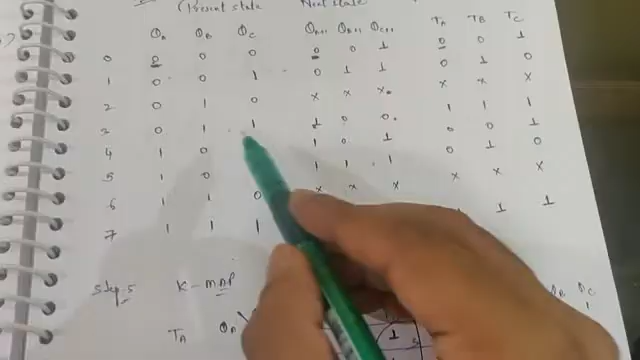 (Present state Next state
QA QB QC QA+1 QB+1 QC+1 TA TB TC
0 0 0 0 0 0 1 0 0 1
1 0 0 1 0 1 1 0 1 0
2 0 1 0 x x x x x x
3 0 1 1 1 0 0 1 1 1
4 1 0 1 0 1 0 0 1
5 1 0 1 1 1 0 1 0
6 1 1 0 x x x x x x
7 1 1 1 1 1
Step 5 K-map QB QC
TA QA 1
1